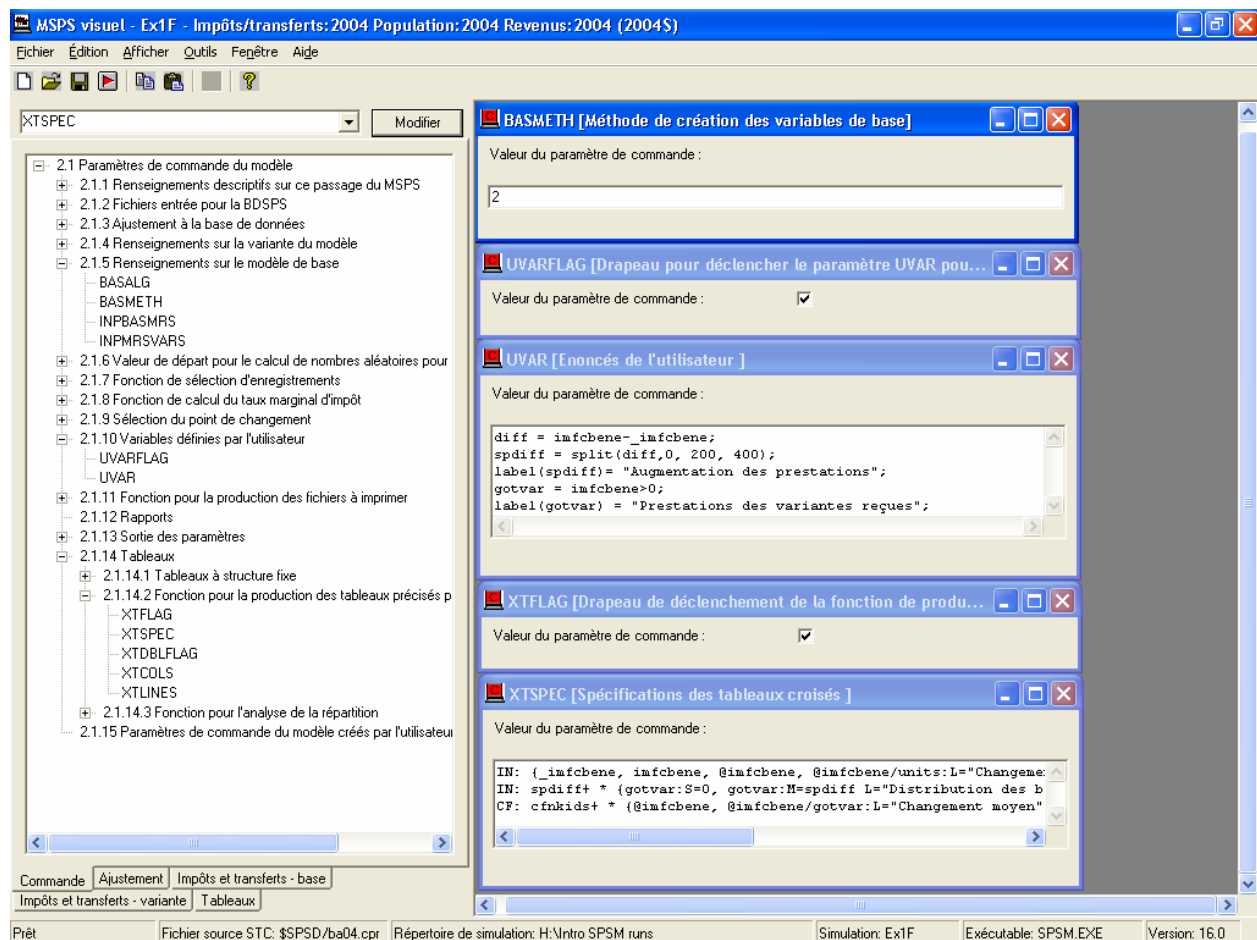 MSPS visuel - Ex1F - Impôts/transferts:2004 Population:2004 Revenus:2004 (2004$)
Fichier Édition Afficher Outils Fenêtre Aide
XTSPEC
Modifier
2.1 Paramètres de commande du modèle
2.1.1 Renseignements descriptifs sur ce passage du MSPS
2.1.2 Fichiers entrée pour la BDSPS
2.1.3 Ajustement à la base de données
2.1.4 Renseignements sur la variante du modèle
2.1.5 Renseignements sur le modèle de base
BASALG
BASMETH
INPBASMRS
INPMRSVARS
2.1.6 Valeur de départ pour le calcul de nombres aléatoires pour
2.1.7 Fonction de sélection d'enregistrements
2.1.8 Fonction de calcul du taux marginal d'impôt
2.1.9 Sélection du point de changement
2.1.10 Variables définies par l'utilisateur
UVARFLAG
UVAR
2.1.11 Fonction pour la production des fichiers à imprimer
2.1.12 Rapports
2.1.13 Sortie des paramètres
2.1.14 Tableaux
2.1.14.1 Tableaux à structure fixe
2.1.14.2 Fonction pour la production des tableaux précisés p
XTFLAG
XTSPEC
XTDBLFLAG
XTCOLS
XTLINES
2.1.14.3 Fonction pour l'analyse de la répartition
2.1.15 Paramètres de commande du modèle créés par l'utilisateur
Commande Ajustement Impôts et transferts - base
Impôts et transferts - variante Tableaux
BASMETH [Méthode de création des variables de base]
Valeur du paramètre de commande :
2
UVARFLAG [Drapeau pour déclencher le paramètre UVAR pou...
Valeur du paramètre de commande :
UVAR [Enoncés de l'utilisateur ]
Valeur du paramètre de commande :
diff = imfcbene-_imfcbene;
spdiff = split(diff,0, 200, 400);
label(spdiff)= "Augmentation des prestations";
gotvar = imfcbene>0;
label(gotvar) = "Prestations des variantes reçues";
XTFLAG [Drapeau de déclenchement de la fonction de produ...
Valeur du paramètre de commande :
XTSPEC [Spécifications des tableaux croisés ]
Valeur du paramètre de commande :
IN: {_imfcbene, imfcbene, @imfcbene, @imfcbene/units:L="Changeme
IN: spdiff+ * {gotvar:S=0, gotvar:M=spdiff L="Distribution des b
CF: cfnkids+ * {@imfcbene, @imfcbene/gotvar:L="Changement moyen"
Prêt Fichier source STC: $SPSD/ba04.cpr Répertoire de simulation: H:\Intro SPSM runs Simulation: Ex1F Exécutable: SPSM.EXE Version: 16.0